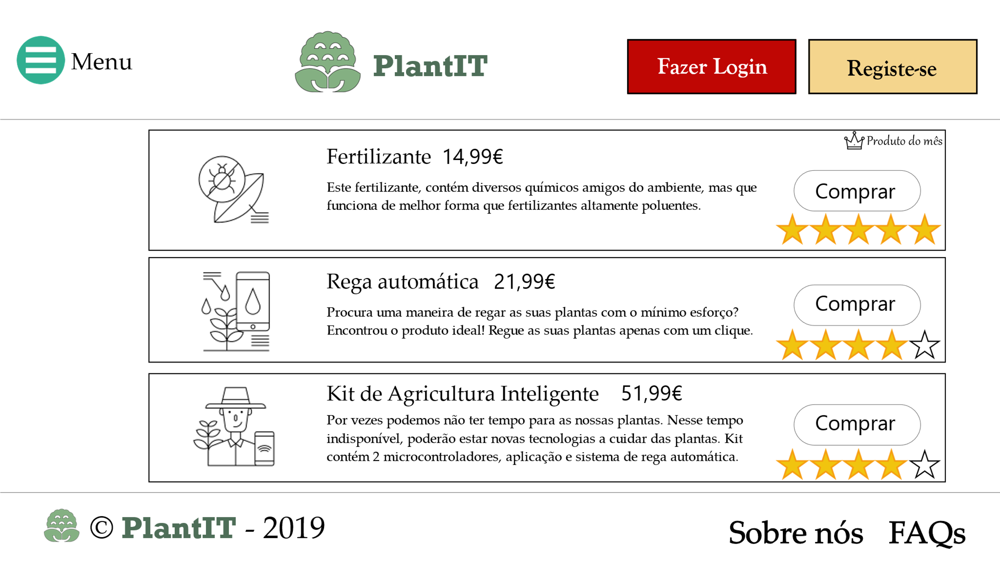 Menu
PlantIT
Fazer Login
Registe-se
Produto do mês
Fertilizante 14,99€
Este fertilizante, contém diversos químicos amigos do ambiente, mas que
funciona de melhor forma que fertilizantes altamente poluentes.
Comprar
Rega automática 21,99€
Procura uma maneira de regar as suas plantas com o mínimo esforço?
Encontrou o produto ideal! Regue as suas plantas apenas com um clique.
Comprar
Kit de Agricultura Inteligente 51,99€
Por vezes podemos não ter tempo para as nossas plantas. Nesse tempo
indisponível, poderão estar novas tecnologias a cuidar das plantas. Kit
contém 2 microcontroladores, aplicação e sistema de rega automática.
Comprar
© PlantIT - 2019
Sobre nós FAQs